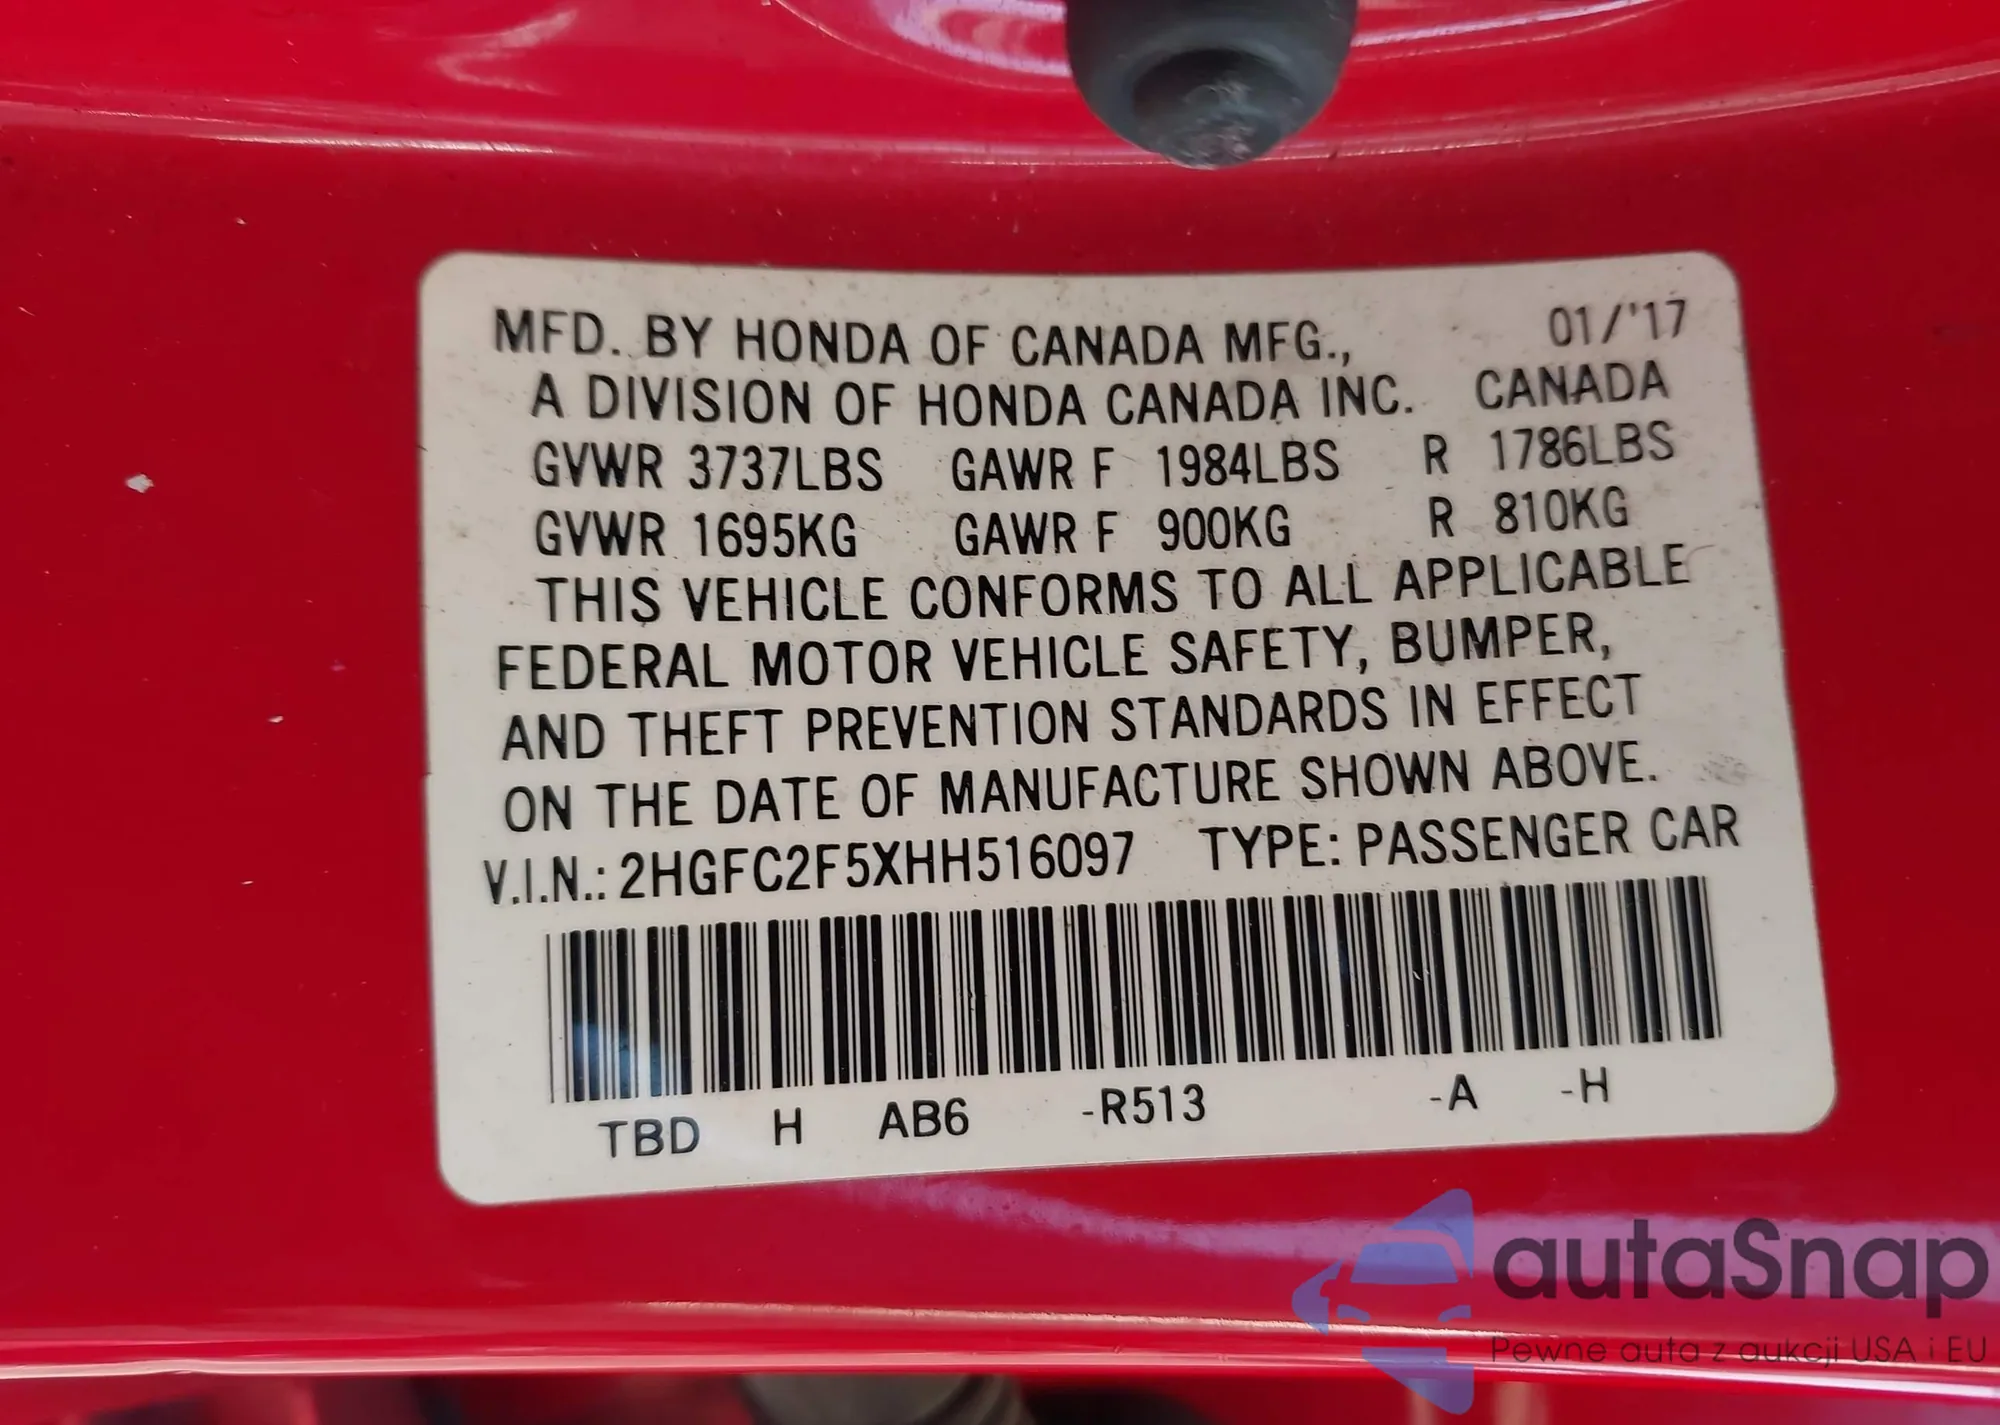 MFD. BY HONDA OF CANADA MFG., 01/'17
A DIVISION OF HONDA CANADA INC. CANADA
GVWR 3737LBS GAWR F 1984LBS R 1786LBS
GVWR 1695KG GAWR F 900KG R 810KG
THIS VEHICLE CONFORMS TO ALL APPLICABLE
FEDERAL MOTOR VEHICLE SAFETY, BUMPER,
AND THEFT PREVENTION STANDARDS IN EFFECT
ON THE DATE OF MANUFACTURE SHOWN ABOVE.
V.I.N.: 2HGFC2F5XHH516097 TYPE: PASSENGER CAR
TBD H AB6 -R513 -A -H
autaSnap
Pewne auta z aukcji USA i EU